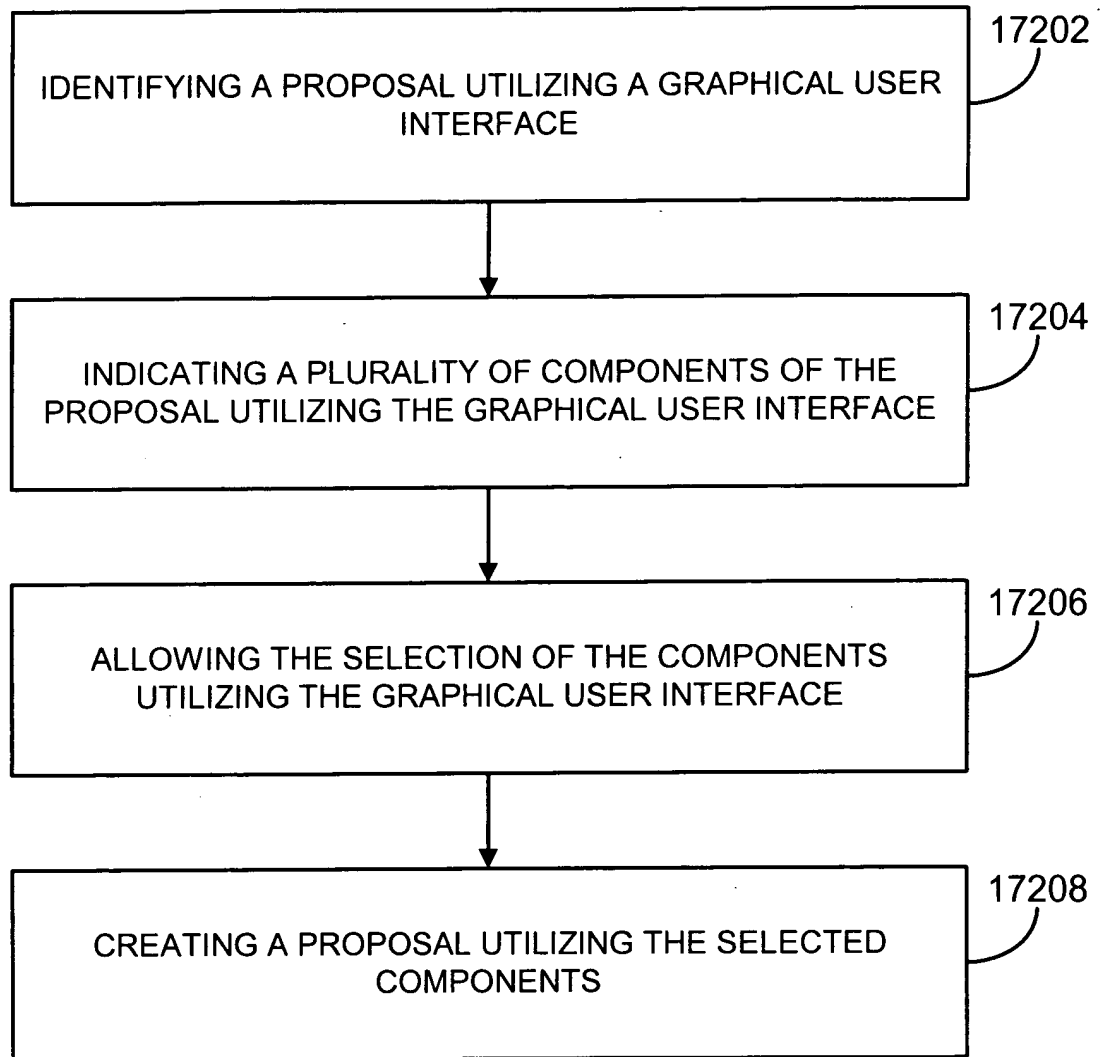 17202
IDENTIFYING A PROPOSAL UTILIZING A GRAPHICAL USER
INTERFACE
17204
INDICATING A PLURALITY OF COMPONENTS OF THE
PROPOSAL UTILIZING THE GRAPHICAL USER INTERFACE
17206
ALLOWING THE SELECTION OF THE COMPONENTS
UTILIZING THE GRAPHICAL USER INTERFACE
17208
CREATING A PROPOSAL UTILIZING THE SELECTED
COMPONENTS